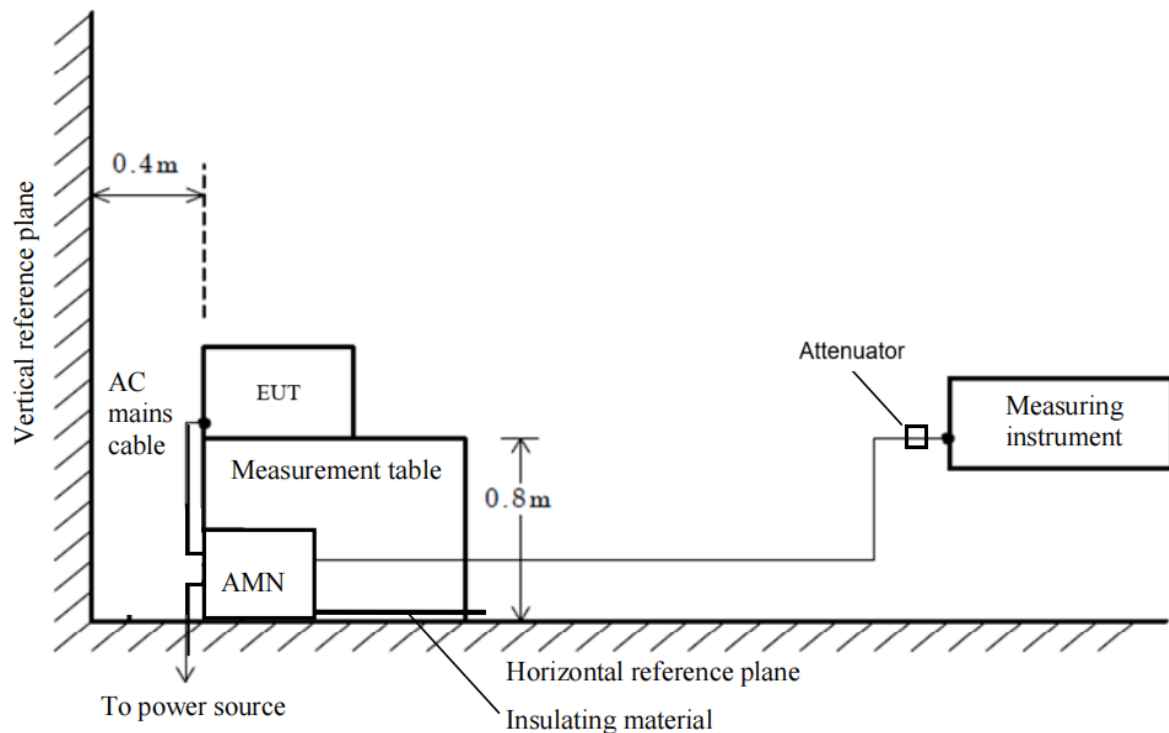 0.4m
Vertical reference plane
Attenuator
AC
mains
cable
EUT
Measuring
instrument
Measurement table
0.8m
AMN
Horizontal reference plane
To power source
Insulating material